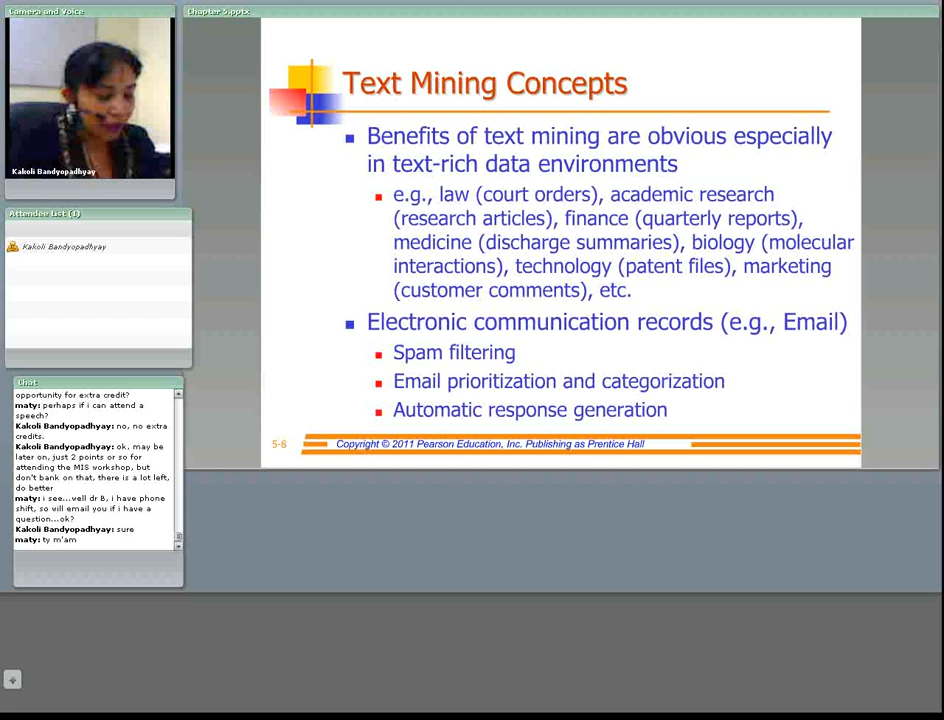 Camera and Voice
Chapter 5.pptx
Kakoli Bandyopadhyay
Attendee List (1)
Kakoli Bandyopadhyay
Chat
opportunity for extra credit?
maty: perhaps if i can attend a
speech?
Kakoli Bandyopadhyay: no, no extra
credits.
Kakoli Bandyopadhyay: ok, may be
later on, just 2 points or so for
attending the MIS workshop, but
don't bank on that, there is a lot left,
do better
maty: i see...well dr B, i have phone
shift, so will email you if i have a
question...ok?
Kakoli Bandyopadhyay: sure
maty: ty m'am
Text Mining Concepts
Benefits of text mining are obvious especially
in text-rich data environments
e.g., law (court orders), academic research
(research articles), finance (quarterly reports),
medicine (discharge summaries), biology (molecular
interactions), technology (patent files), marketing
(customer comments), etc.
Electronic communication records (e.g., Email)
Spam filtering
Email prioritization and categorization
Automatic response generation
5-6
Copyright © 2011 Pearson Education, Inc. Publishing as Prentice Hall